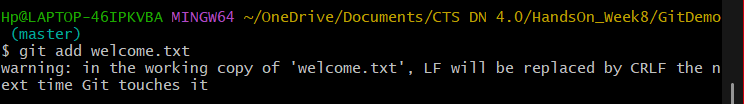 Hp@LAPTOP-46IPKVBA MINGW64 ~/OneDrive/Documents/CTS DN 4.0/HandsOn_Week8/GitDemo
(master)
$ git add welcome.txt
warning: in the working copy of 'welcome.txt', LF will be replaced by CRLF the n
ext time Git touches it